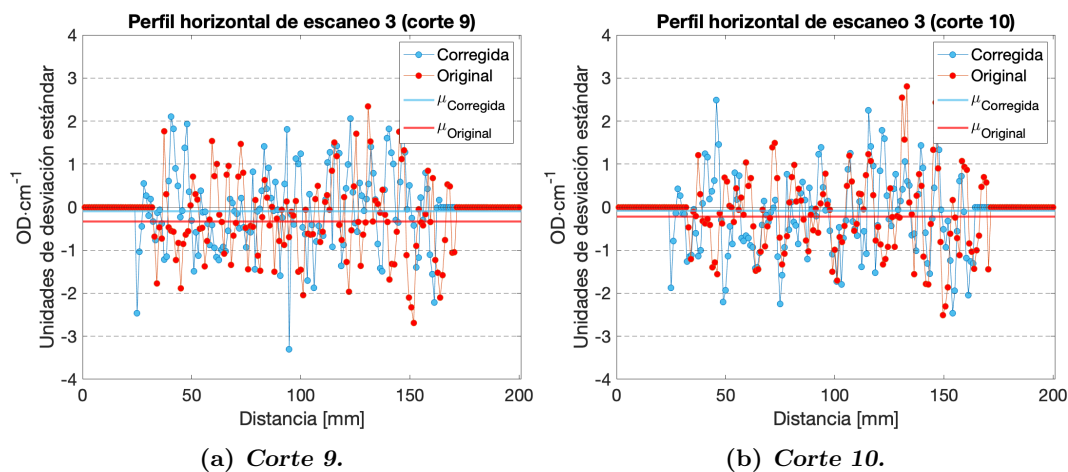 Perfil horizontal de escaneo 3 (corte 9)
Unidades de desviación estándar
OD·cm⁻¹
4
3
2
1
0
-1
-2
-3
-4
0
50
100
150
200
Distancia [mm]
Corregida
Original
μCorregida
μOriginal
(a) Corte 9.
Perfil horizontal de escaneo 3 (corte 10)
Unidades de desviación estándar
OD·cm⁻¹
4
3
2
1
0
-1
-2
-3
-4
0
50
100
150
200
Distancia [mm]
Corregida
Original
μCorregida
μOriginal
(b) Corte 10.